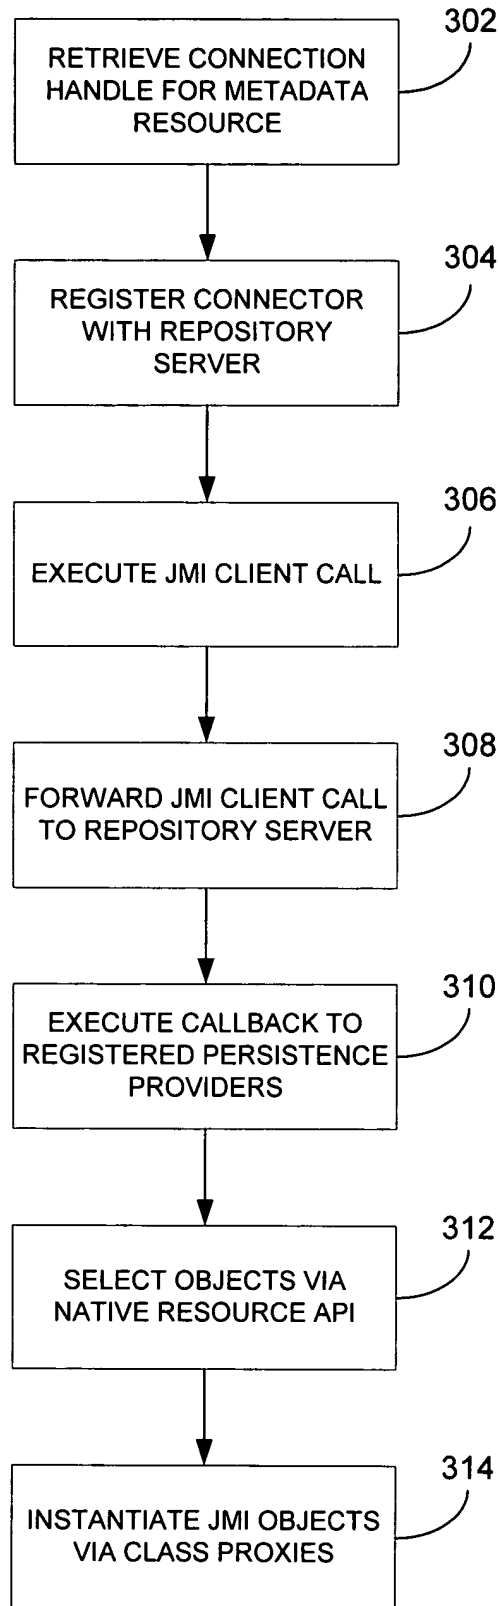 302
RETRIEVE CONNECTION
HANDLE FOR METADATA
RESOURCE
304
REGISTER CONNECTOR
WITH REPOSITORY
SERVER
306
EXECUTE JMI CLIENT CALL
308
FORWARD JMI CLIENT CALL
TO REPOSITORY SERVER
310
EXECUTE CALLBACK TO
REGISTERED PERSISTENCE
PROVIDERS
312
SELECT OBJECTS VIA
NATIVE RESOURCE API
314
INSTANTIATE JMI OBJECTS
VIA CLASS PROXIES